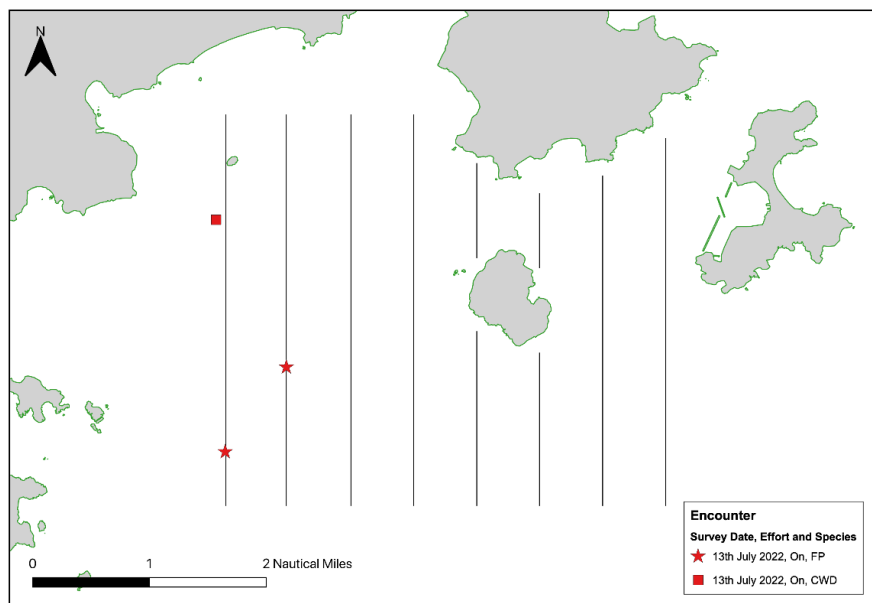 N
0 1 2 Nautical Miles
Encounter
Survey Date, Effort and Species
13th July 2022, On, FP
13th July 2022, On, CWD